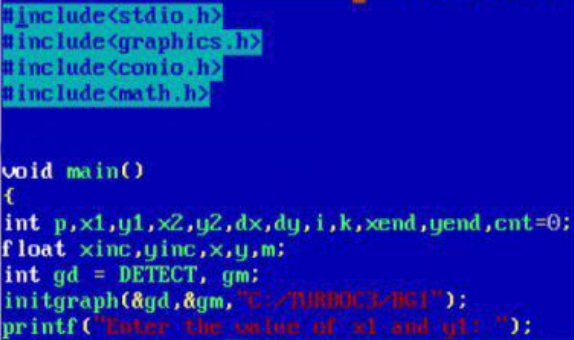 #include<stdio.h>
#include<graphics.h>
#include<conio.h>
#include<math.h>
void main()
{
int p,x1,y1,x2,y2,dx,dy,i,k,xend,yend,cnt=0;
float xinc,yinc,x,y,m;
int gd = DETECT, gm;
initgraph(&gd,&gm,"C:/TURBOC3/BGI");
printf("Enter the value of x1 and y1: ");